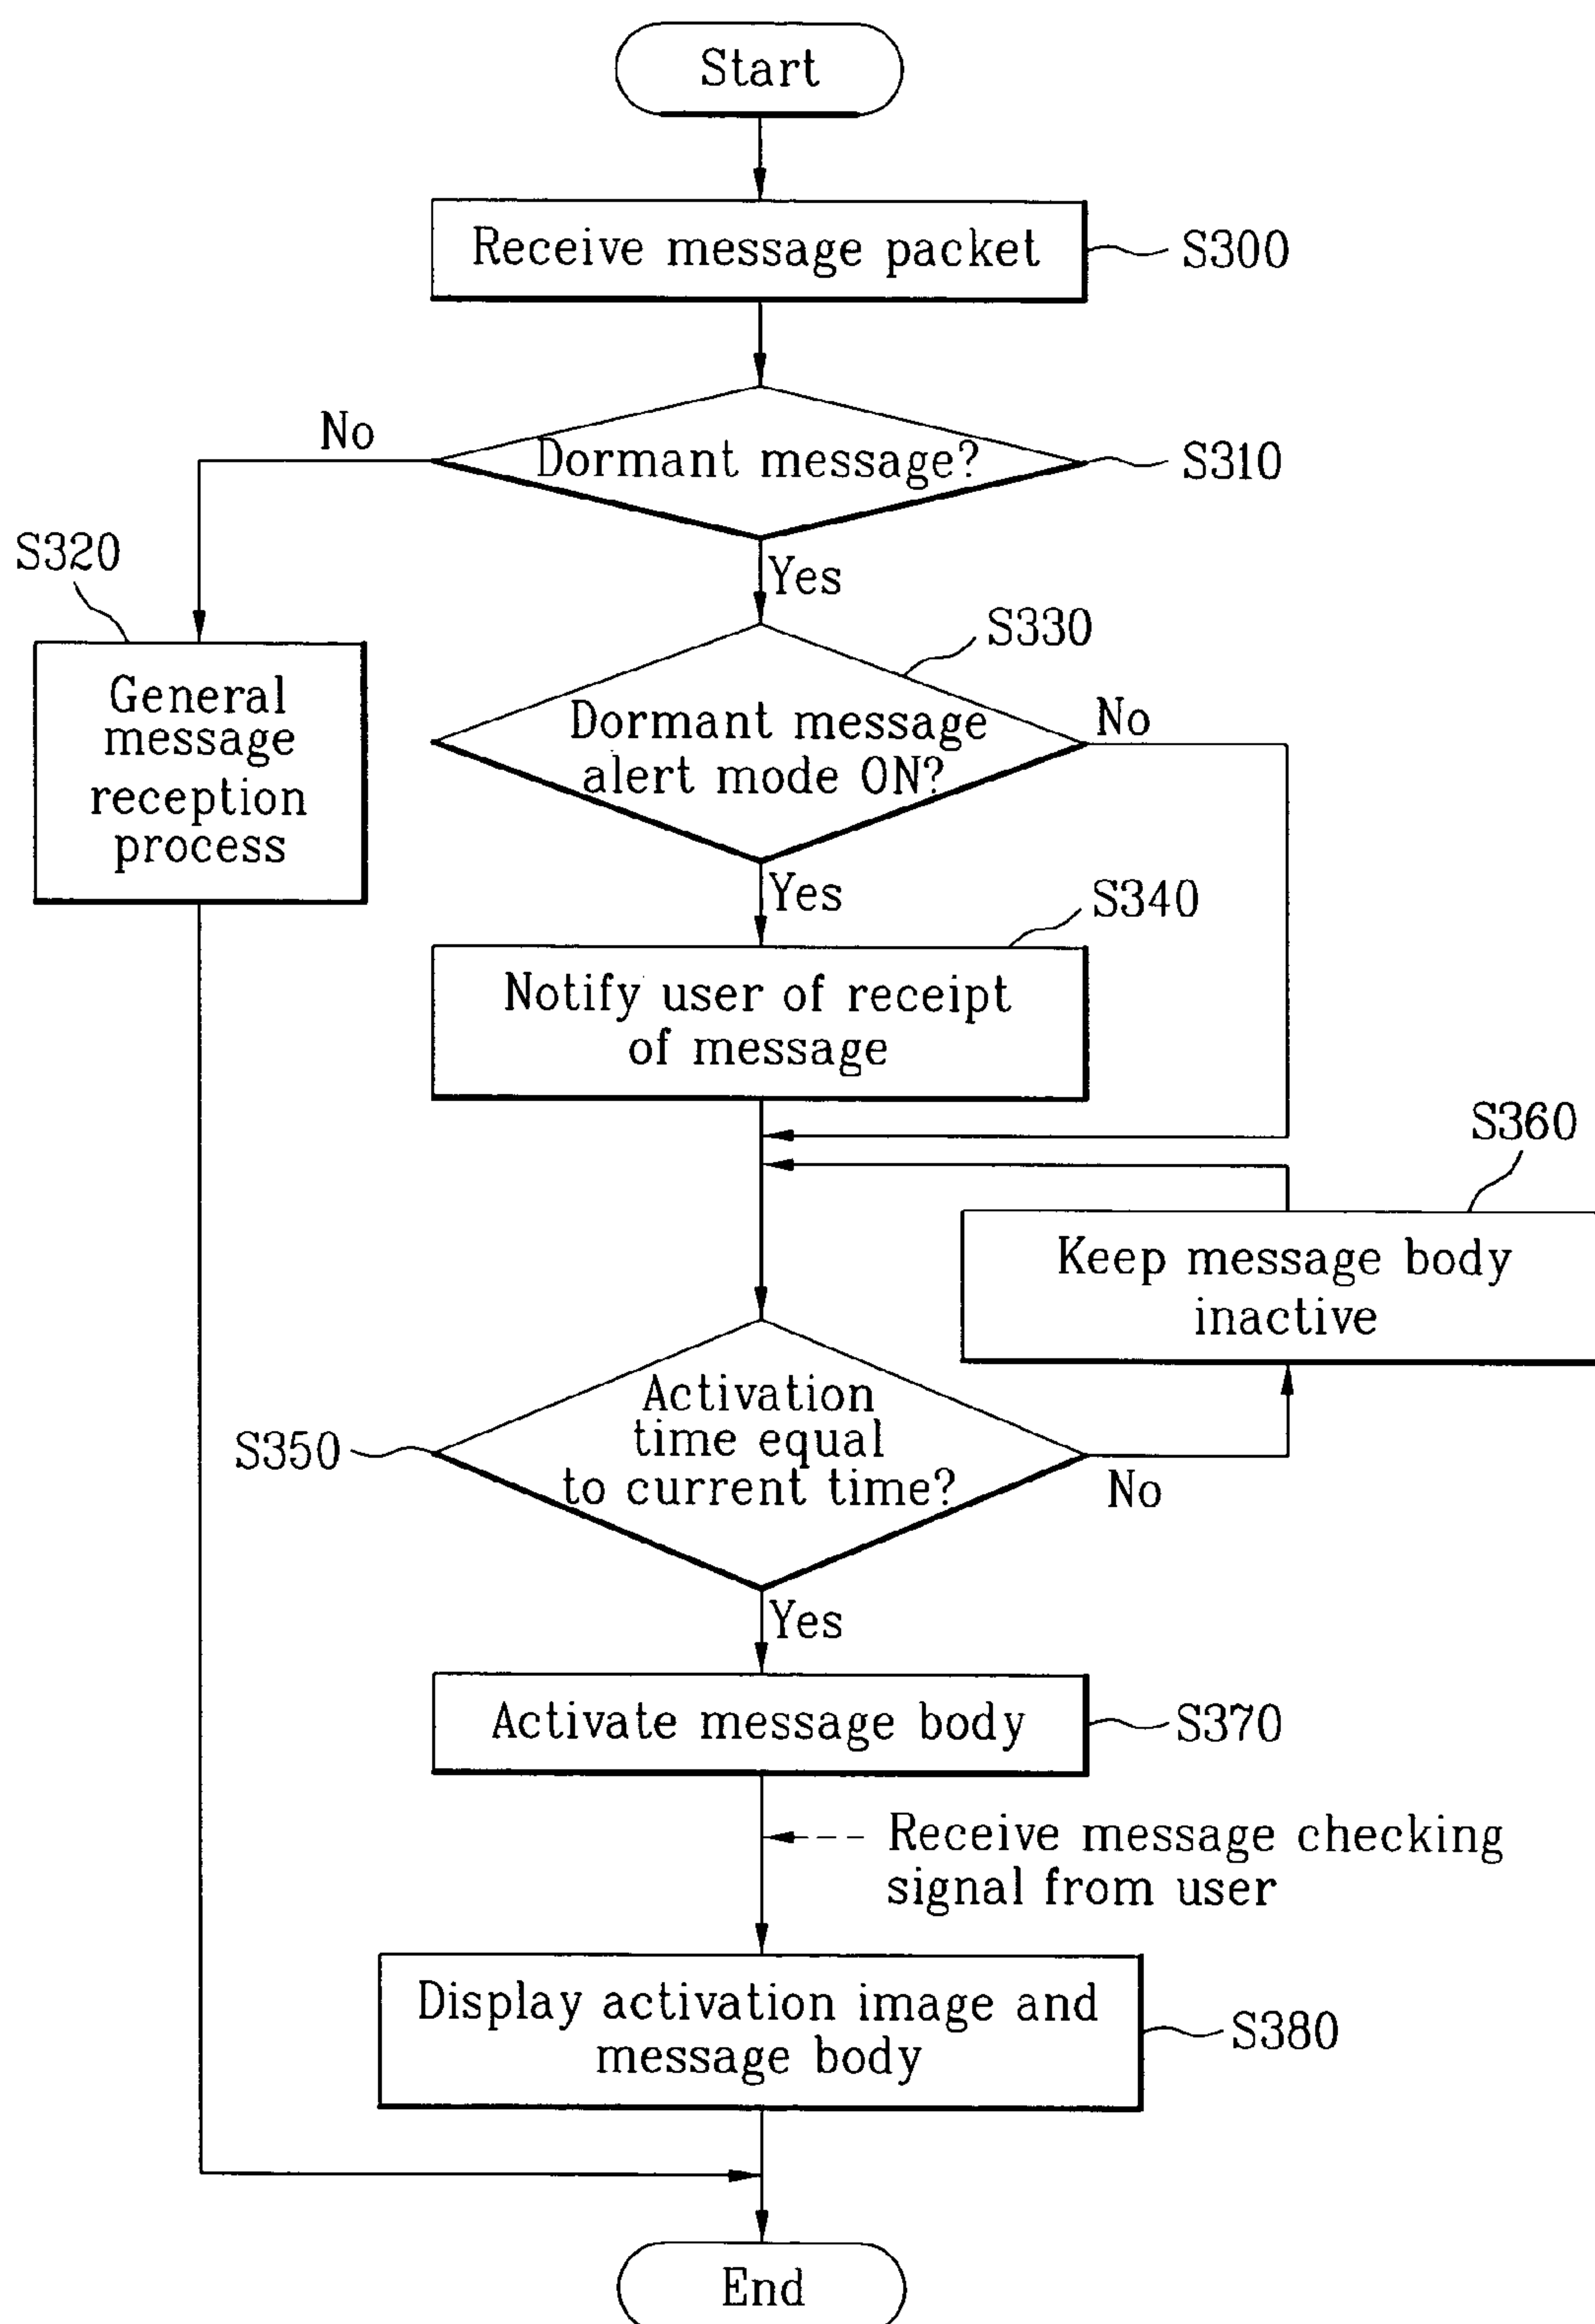 Start
Receive message packet
S300
No
Dormant message?
S310
S320
Yes
S330
General
message
reception
process
Dormant message
alert mode ON?
No
Yes
S340
Notify user of receipt
of message
S360
Keep message body
inactive
Activation
time equal
to current time?
S350
No
Yes
Activate message body
S370
Receive message checking
signal from user
Display activation image and
message body
S380
End